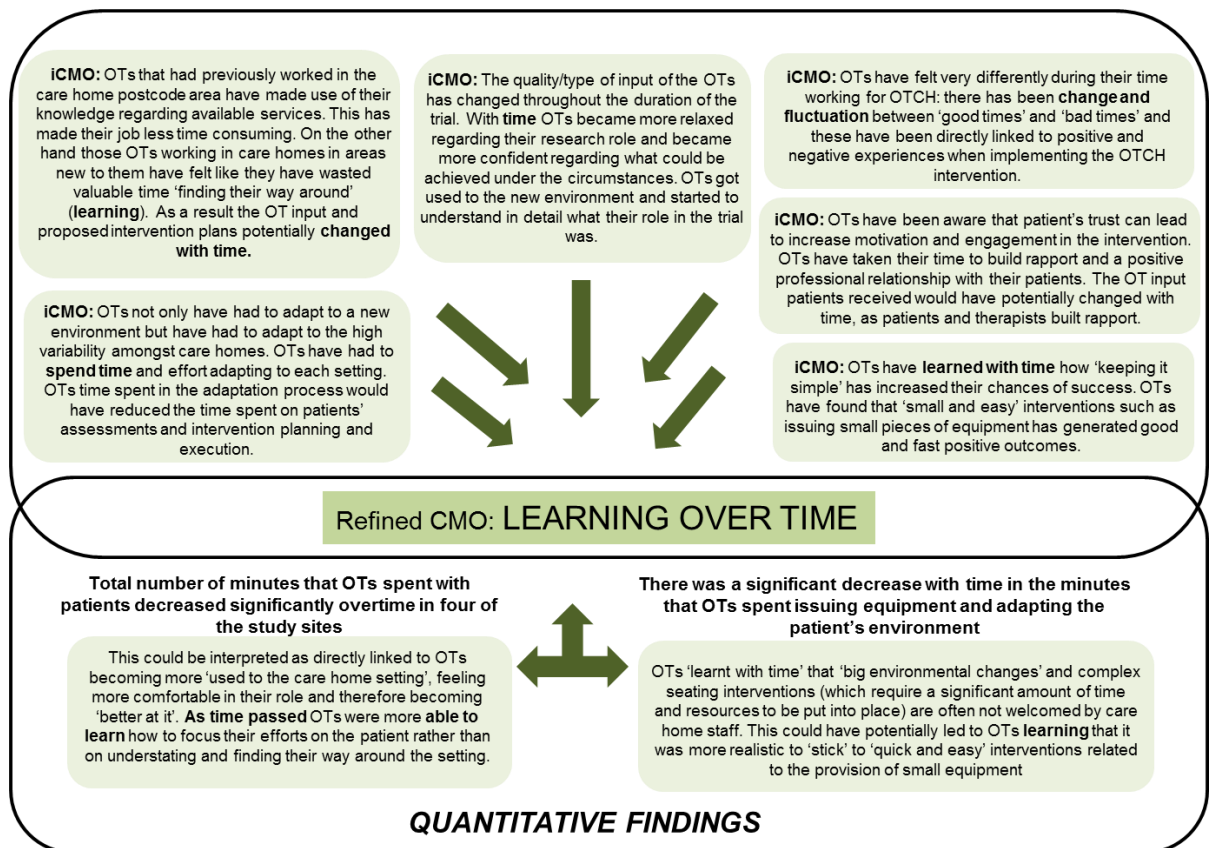 iCMO: OTs that had previously worked in the
care home postcode area have made use of their
knowledge regarding available services. This has
made their job less time consuming. On the other
hand those OTs working in care homes in areas
new to them have felt like they have wasted
valuable time ‘finding their way around’
(learning). As a result the OT input and
proposed intervention plans potentially changed
with time.
iCMO: OTs not only have had to adapt to a new
environment but have had to adapt to the high
variability amongst care homes. OTs have had to
spend time and effort adapting to each setting.
OTs time spent in the adaptation process would
have reduced the time spent on patients’
assessments and intervention planning and
execution.
iCMO: The quality/type of input of the OTs
has changed throughout the duration of the
trial. With time OTs became more relaxed
regarding their research role and became
more confident regarding what could be
achieved under the circumstances. OTs got
used to the new environment and started to
understand in detail what their role in the trial
was.
iCMO: OTs have felt very differently during their time
working for OTCH: there has been change and
fluctuation between ‘good times’ and ‘bad times’ and
these have been directly linked to positive and
negative experiences when implementing the OTCH
intervention.
iCMO: OTs have been aware that patient’s trust can lead
to increase motivation and engagement in the intervention.
OTs have taken their time to build rapport and a positive
professional relationship with their patients. The OT input
patients received would have potentially changed with
time, as patients and therapists built rapport.
iCMO: OTs have learned with time how ‘keeping it
simple’ has increased their chances of success. OTs
have found that ‘small and easy’ interventions such as
issuing small pieces of equipment has generated good
and fast positive outcomes.
Refined CMO: LEARNING OVER TIME
Total number of minutes that OTs spent with
patients decreased significantly overtime in four of
the study sites
This could be interpreted as directly linked to OTs
becoming more ‘used to the care home setting’, feeling
more comfortable in their role and therefore becoming
‘better at it’. As time passed OTs were more able to
learn how to focus their efforts on the patient rather than
on understating and finding their way around the setting.
There was a significant decrease with time in the minutes
that OTs spent issuing equipment and adapting the
patient’s environment
OTs ‘learnt with time’ that ‘big environmental changes’ and complex
seating interventions (which require a significant amount of time
and resources to be put into place) are often not welcomed by care
home staff. This could have potentially led to OTs learning that it
was more realistic to ‘stick’ to ‘quick and easy’ interventions related
to the provision of small equipment
QUANTITATIVE FINDINGS